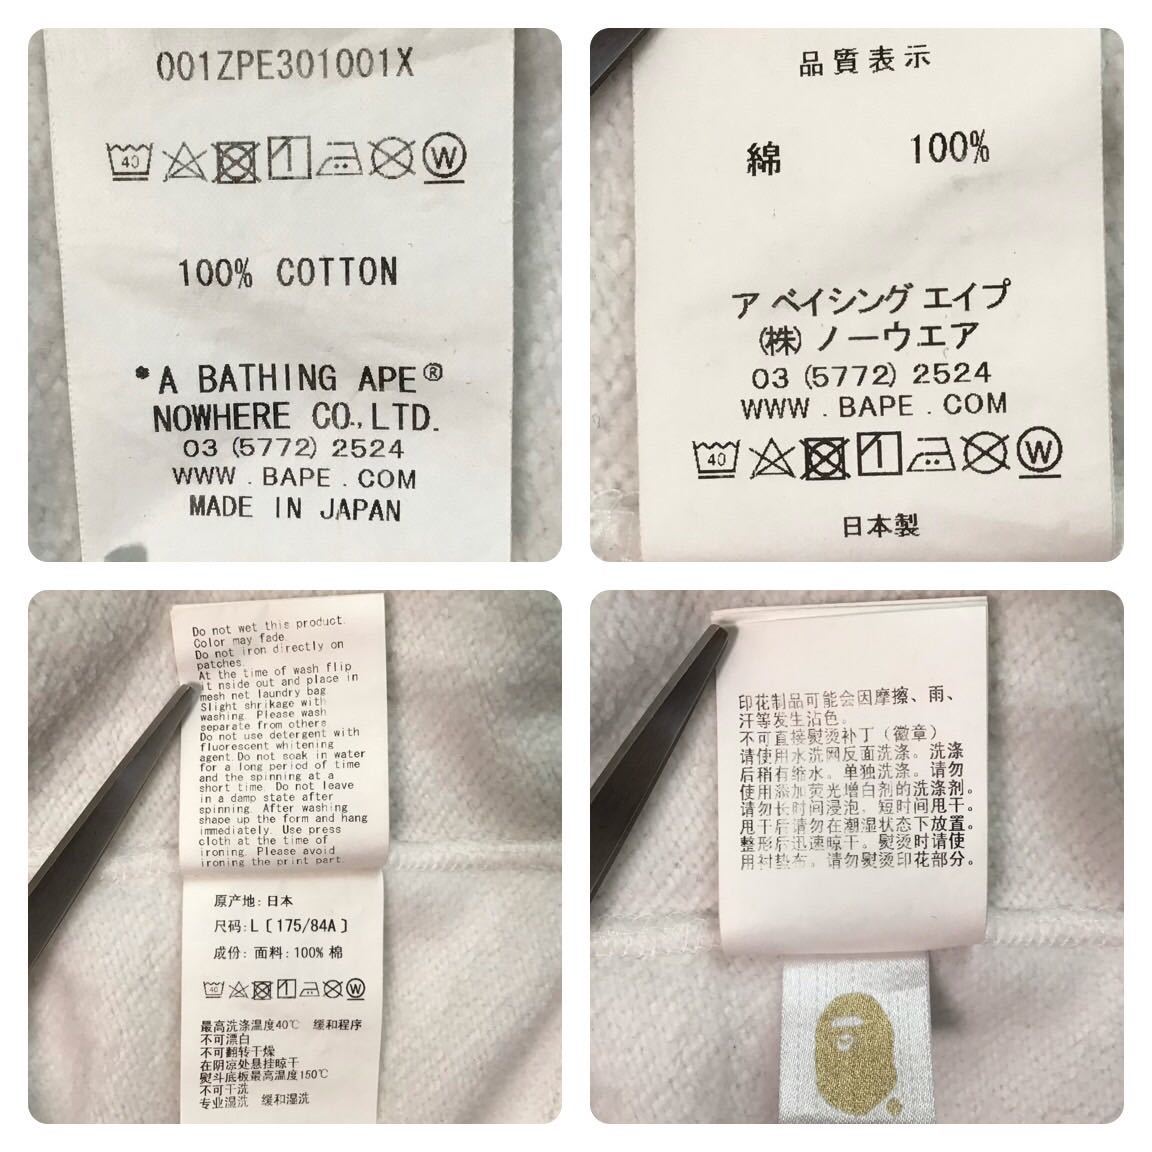 001ZPE301001X
40
W
100% COTTON
*A BATHING APE®
NOWHERE CO.,LTD.
03 (5772) 2524
WWW . BAPE . COM
MADE IN JAPAN
品質表示
綿 100%
ア ベイシング エイプ
(株) ノーウエア
03 (5772) 2524
WWW . BAPE . COM
40
W
日本製
Do not wet this product.
Color may fade.
Do not iron directly on
patches.
At the time of wash flip
it nside out and place in
mesh net laundry bag
Slight shrikage with
washing. Please wash
separate from others
Do not use detergent with
fluorescent whitening
agent.Do not soak in water
for a long period of time
and the spinning at a
short time. Do not leave
in a damp state after
spinning. After washing
shape up the form and hang
immediately. Use press
cloth at the time of
ironing. Please avoid
ironing the print part.
原产地: 日本
尺码: L [175/84A]
成份: 面料: 100% 棉
40
W
最高洗涤温度40℃ 缓和程序
不可漂白
不可翻转干燥
在阴凉处悬挂晾干
熨斗底板最高温度150℃
不可干洗
专业湿洗 缓和湿洗
印花制品可能会因摩擦、雨、
汗等发生沾色。
不可直接熨烫补丁（徽章）
请使用水洗网反面洗涤。洗涤
后稍有缩水。单独洗涤。请勿
使用添加荧光增白剂的洗涤剂。
请勿长时间浸泡，短时间甩干。
甩干后请勿在潮湿状态下放置。
整形后迅速晾干。熨烫时请使
用衬垫布。请勿熨烫印花部分。